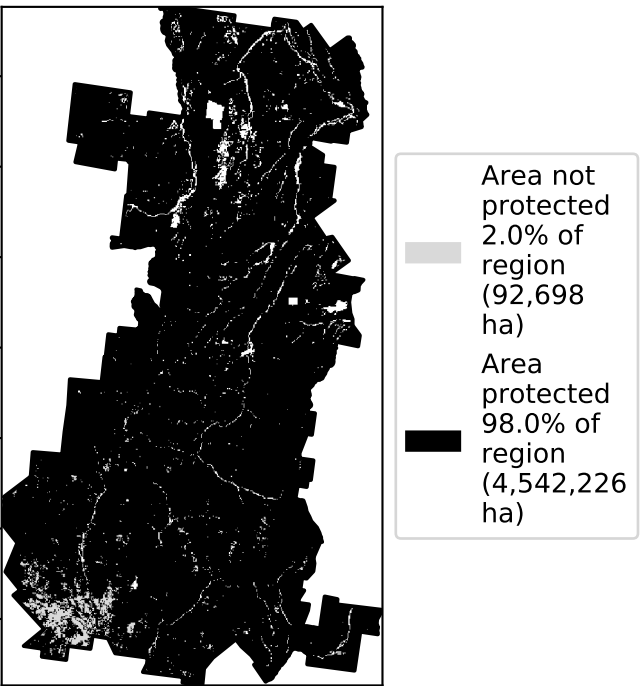 Area not
protected
2.0% of
region
(92,698
ha)
Area
protected
98.0% of
region
(4,542,226
ha)